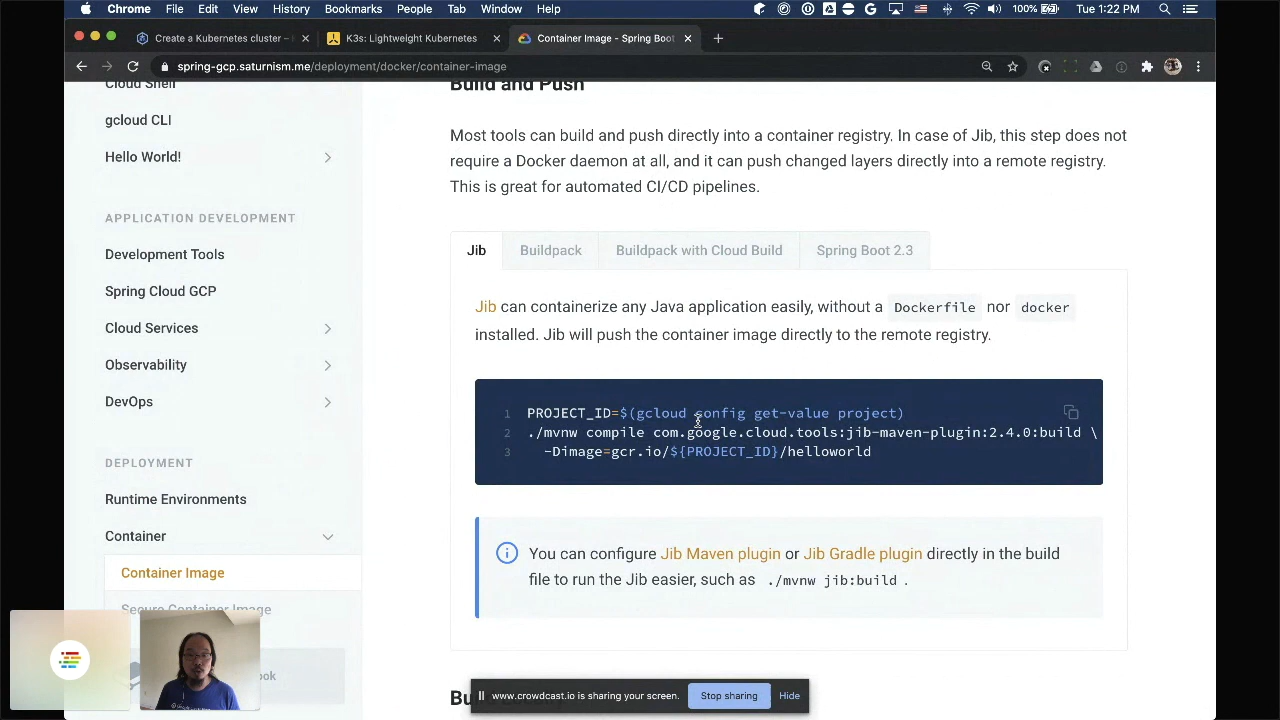 Chrome File Edit View History Bookmarks People Tab Window Help 100% Tue 1:22 PM
Create a Kubernetes cluster – K3s: Lightweight Kubernetes Container Image - Spring Boot
spring-gcp.saturnism.me/deployment/docker/container-image
Cloud Shell
gcloud CLI
Hello World!
APPLICATION DEVELOPMENT
Development Tools
Spring Cloud GCP
Cloud Services
Observability
DevOps
DEPLOYMENT
Runtime Environments
Container
Container Image
Secure Container Image
Build and Push
Most tools can build and push directly into a container registry. In case of Jib, this step does not
require a Docker daemon at all, and it can push changed layers directly into a remote registry.
This is great for automated CI/CD pipelines.
Jib Buildpack Buildpack with Cloud Build Spring Boot 2.3
Jib can containerize any Java application easily, without a Dockerfile nor docker
installed. Jib will push the container image directly to the remote registry.
1 PROJECT_ID=$(gcloud config get-value project)
2 ./mvnw compile com.google.cloud.tools:jib-maven-plugin:2.4.0:build \
3 -Dimage=gcr.io/${PROJECT_ID}/helloworld
You can configure Jib Maven plugin or Jib Gradle plugin directly in the build
file to run the Jib easier, such as ./mvnw jib:build .
www.crowdcast.io is sharing your screen. Stop sharing Hide